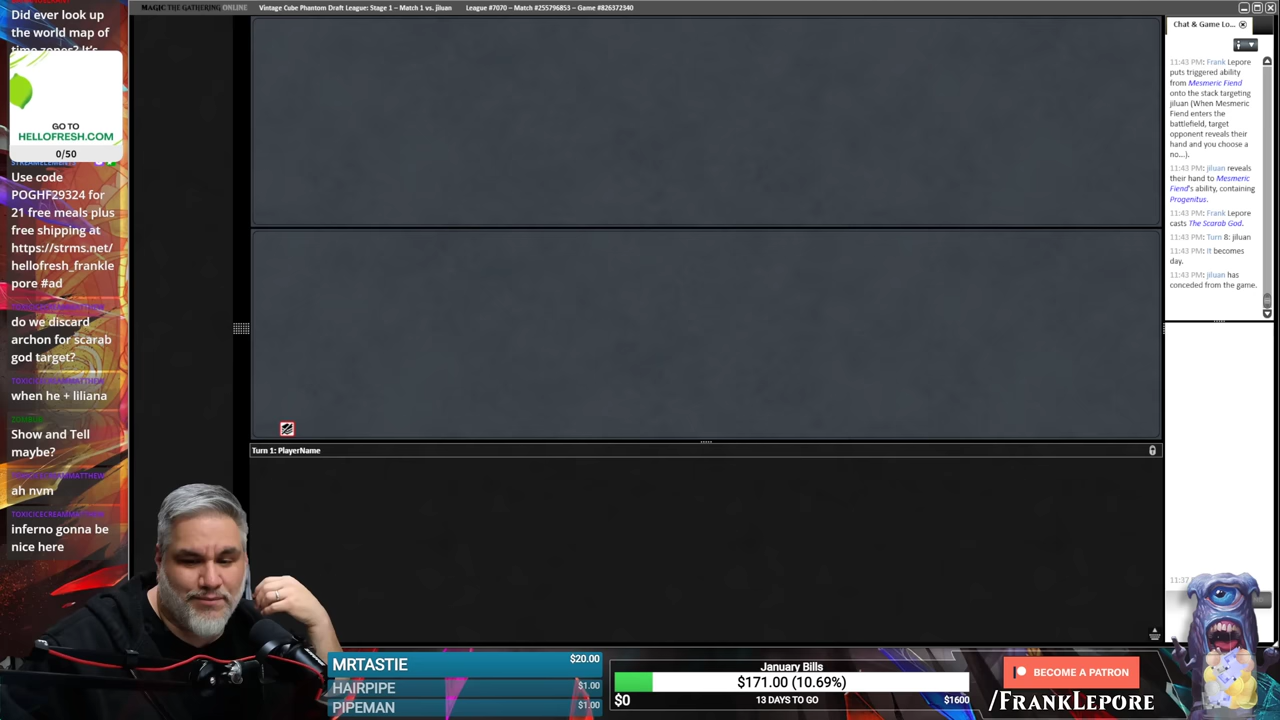 Did ever look up
the world map of
time zones? It's
GO TO
HELLOFRESH.COM
0/50
STREAMELEMENTS
Use code
POGHF29324 for
21 free meals plus
free shipping at
https://strms.net/
hellofresh_frankle
pore #ad
do we discard
archon for scarab
god target?
TOXICICECREAMMATTHEW
when he + liliana
Show and Tell
maybe?
TOXICICECREAMMATTHEW
ah nvm
TOXICICECREAMMATTHEW
inferno gonna be
nice here
MAGIC THE GATHERING ONLINE
Vintage Cube Phantom Draft League: Stage 1 – Match 1 vs. jiluan
League #7070 – Match #255796853 – Game #826372340
Turn 1: PlayerName
Chat & Game Lo...
11:43 PM: Frank Lepore
puts triggered ability
from Mesmeric Fiend
onto the stack targeting
jiluan (When Mesmeric
Fiend enters the
battlefield, target
opponent reveals their
hand and you choose a
no...).
11:43 PM: jiluan reveals
their hand to Mesmeric
Fiend's ability, containing
Progenitus.
11:43 PM: Frank Lepore
casts The Scarab God.
11:43 PM: Turn 8: jiluan
11:43 PM: It becomes
day.
11:43 PM: jiluan has
conceded from the game.
MRTASTIE $20.00
HAIRPIPE $1.00
PIPEMAN $1.00
January Bills
$171.00 (10.69%)
$0 13 DAYS TO GO $1600
BECOME A PATRON
/FRANKLEPORE